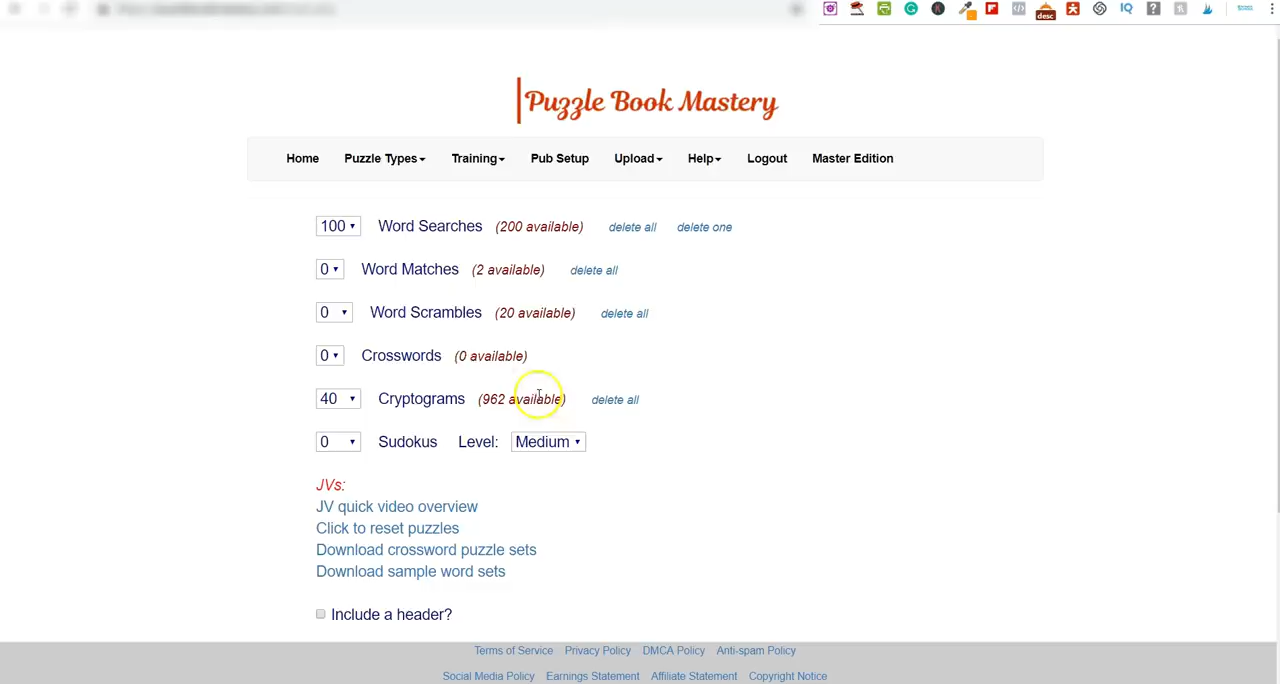 desc
IQ
?
Puzzle Book Mastery
Home Puzzle Types Training Pub Setup Upload Help Logout Master Edition
100 Word Searches (200 available) delete all delete one
0 Word Matches (2 available) delete all
0 Word Scrambles (20 available) delete all
0 Crosswords (0 available)
40 Cryptograms (962 available) delete all
0 Sudokus Level: Medium
JVs:
JV quick video overview
Click to reset puzzles
Download crossword puzzle sets
Download sample word sets
Include a header?
Terms of Service Privacy Policy DMCA Policy Anti-spam Policy
Social Media Policy Earnings Statement Affiliate Statement Copyright Notice